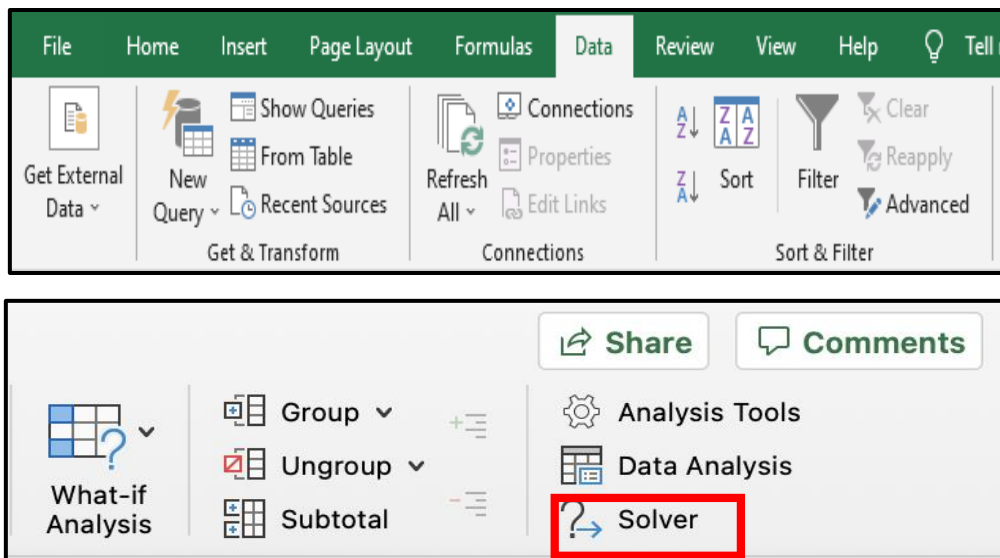 File Home Insert Page Layout Formulas Data Review View Help Tell
Get External
Data
New
Query
Show Queries
From Table
Recent Sources
Get & Transform
Refresh
All
Connections
Properties
Edit Links
Connections
Sort
Filter
Clear
Reapply
Advanced
Sort & Filter
Share
Comments
What-if
Analysis
Group
Ungroup
Subtotal
Analysis Tools
Data Analysis
Solver